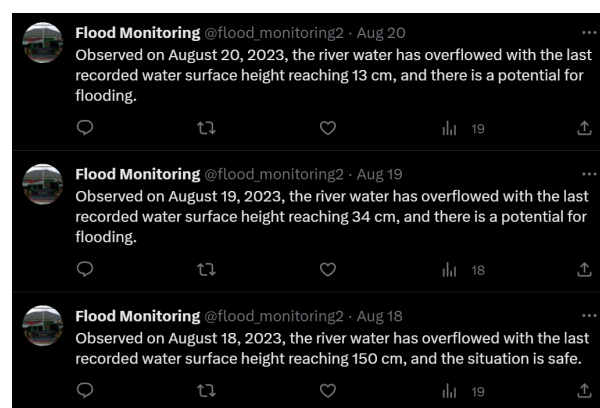 Flood Monitoring @flood_monitoring2 · Aug 20
Observed on August 20, 2023, the river water has overflowed with the last
recorded water surface height reaching 13 cm, and there is a potential for
flooding.
19
Flood Monitoring @flood_monitoring2 · Aug 19
Observed on August 19, 2023, the river water has overflowed with the last
recorded water surface height reaching 34 cm, and there is a potential for
flooding.
18
Flood Monitoring @flood_monitoring2 · Aug 18
Observed on August 18, 2023, the river water has overflowed with the last
recorded water surface height reaching 150 cm, and the situation is safe.
19